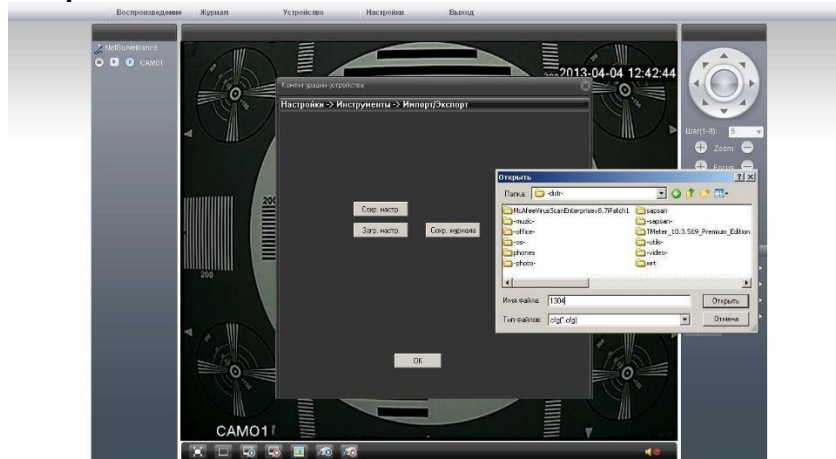 Воспроизведение Журнал Устройство Настройки Выход
NetSurveillance
CAM01
2013-04-04 12:42:44
Конфигурация устройства
Настройки -> Инструменты -> Импорт/Экспорт
Сохр. настр.
Загр. настр. Сохр. журнала
OK
200
200
CAM01
Шаг(1-8): 5
Zoom
Focus
Открыть
Папка: -distr-
McAfeeVirusScanEnterprisev8.7iPatch1
-music-
-office-
-os-
phones
-photo-
sapsan
-sapsan-
TMeter_10.3.569_Premium_Edition
-utils-
-video-
Имя файла: 1304 Открыть
Тип файлов: cfg(*.cfg) Отмена